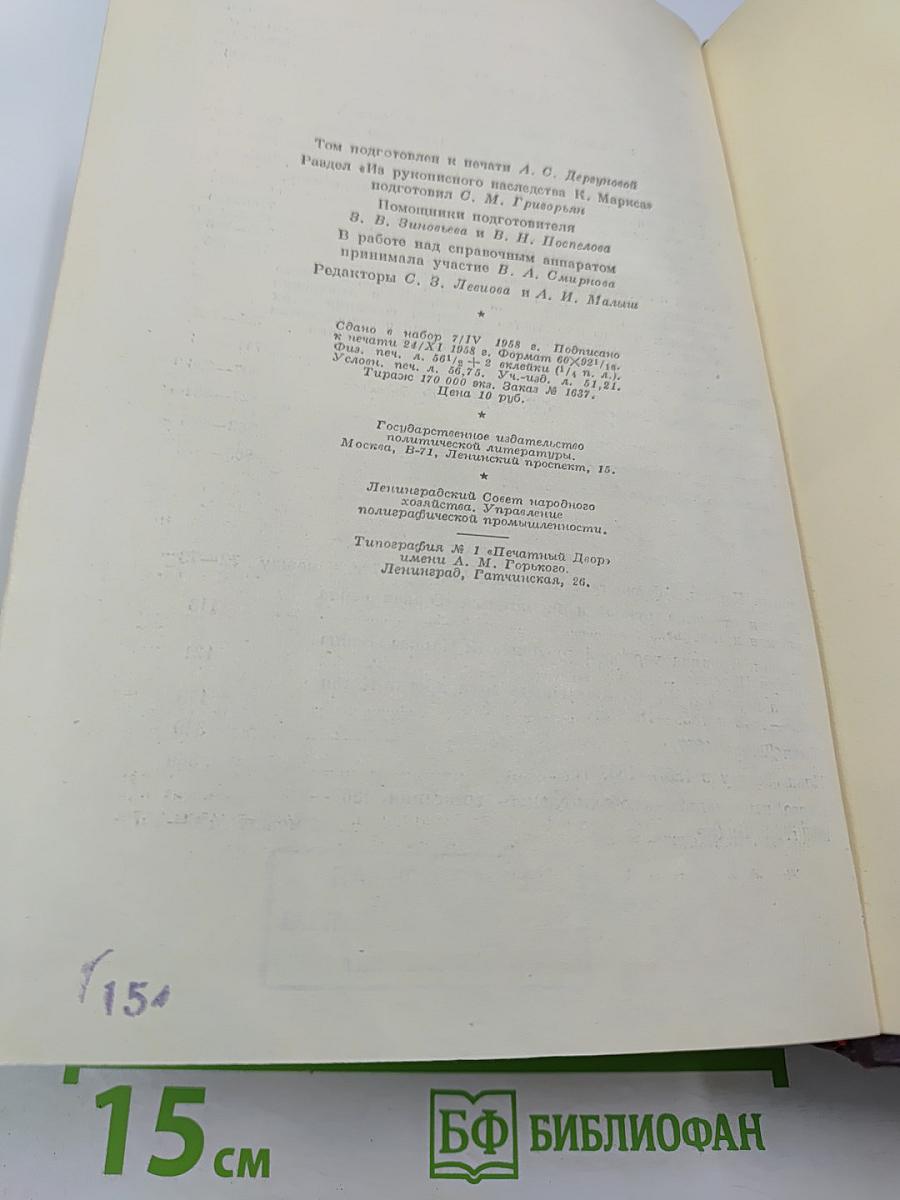 Том подготовлен к печати А. С. Дергуновой
Раздел «Из рукописного наследства К. Маркса»
подготовил С. М. Григорьян
Помощники подготовителя
З. В. Зиновьева и В. Н. Поспелова
В работе над справочным аппаратом
принимала участие В. А. Смирнова
Редакторы С. З. Левиова и А. И. Малыш
★
Сдано в набор 7/IV 1958 г. Подписано
к печати 24/XI 1958 г. Формат 60×92¹/₁₆.
Физ. печ. л. 56¹/₂ + 2 вклейки (¹/₄ п. л.).
Условн. печ. л. 56,75. Уч.-изд. л. 51,21.
Тираж 170 000 экз. Заказ № 1637.
Цена 10 руб.
★
Государственное издательство
политической литературы.
Москва, В-71, Ленинский проспект, 15.
★
Ленинградский Совет народного
хозяйства. Управление
полиграфической промышленности.
Типография № 1 «Печатный Двор»
имени А. М. Горького.
Ленинград, Гатчинская, 26.
15
15 см
БФ БИБЛИОФАН